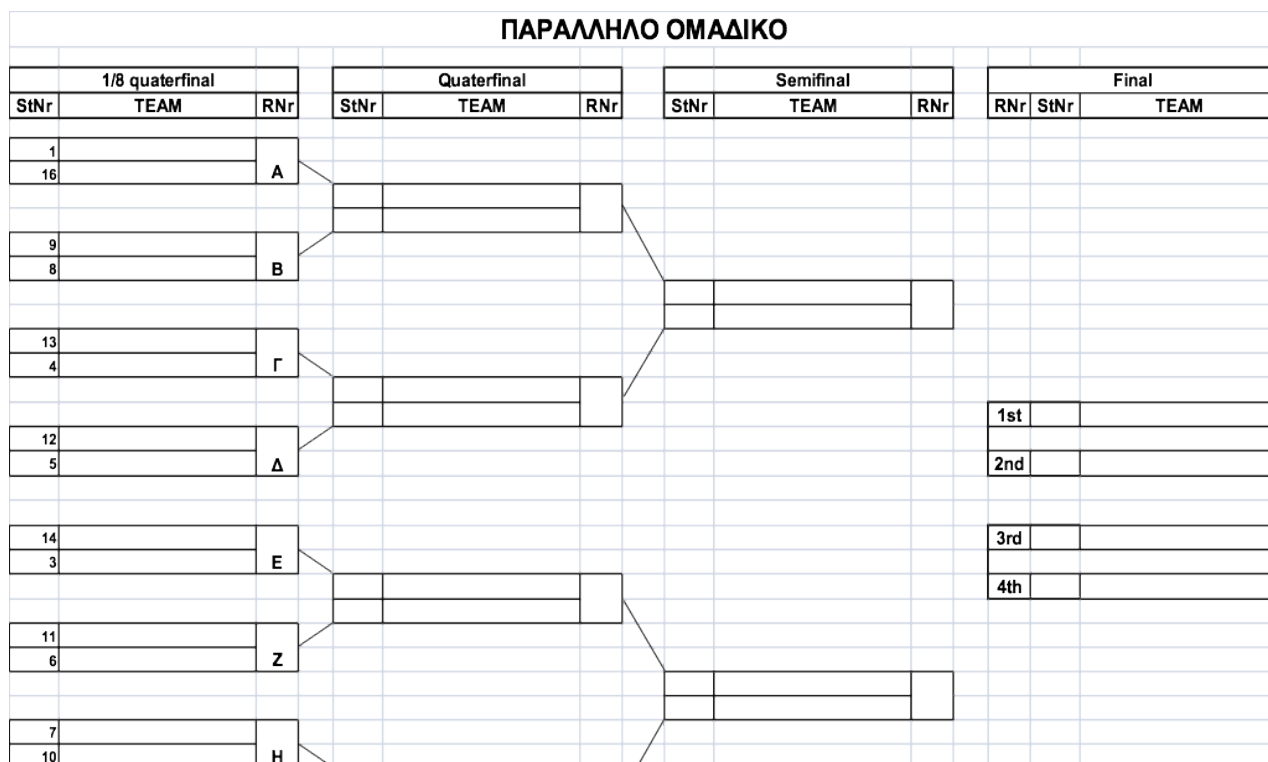 ΠΑΡΑΛΛΗΛΟ ΟΜΑΔΙΚΟ
1/8 quaterfinal Quaterfinal Semifinal Final
StNr TEAM RNr StNr TEAM RNr StNr TEAM RNr RNr StNr TEAM
1
16 Α
9
8 Β
13
4 Γ
1st
12
5 Δ 2nd
14 3rd
3 Ε
4th
11
6 Ζ
7
10 Η